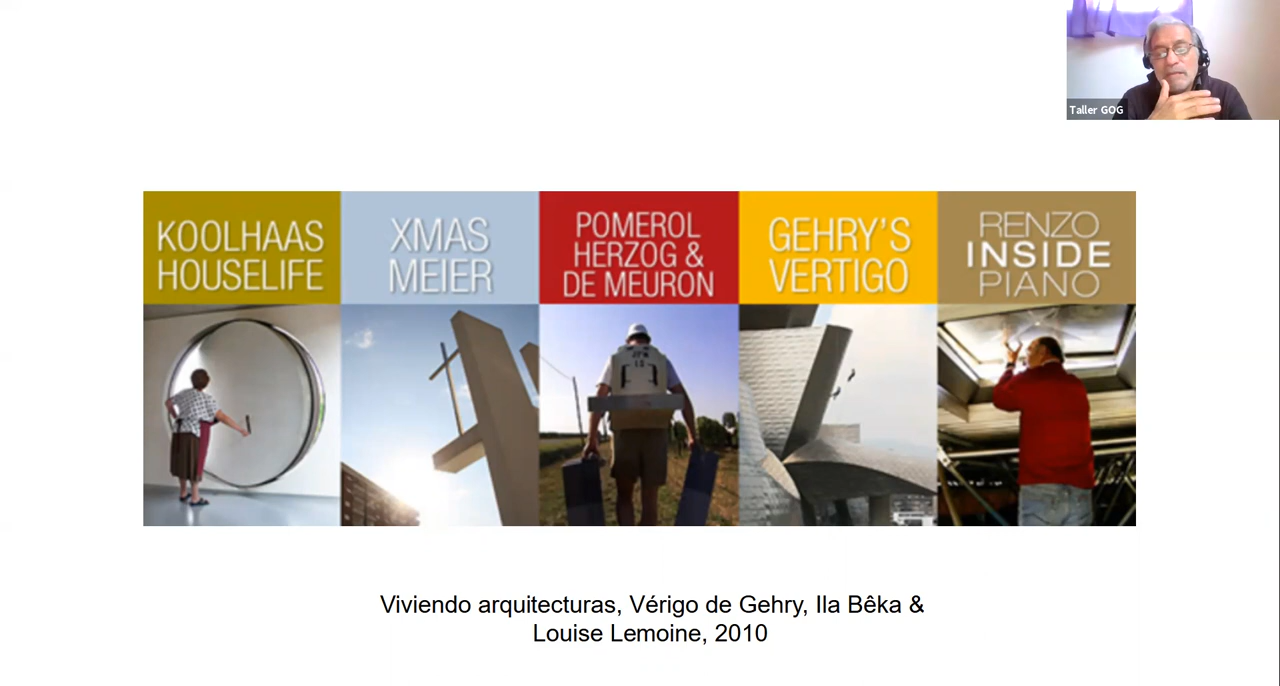 Taller GOG
KOOLHAAS
HOUSELIFE
XMAS
MEIER
POMEROL
HERZOG &
DE MEURON
GEHRY'S
VERTIGO
RENZO
INSIDE
PIANO
Viviendo arquitecturas, Vérigo de Gehry, Ila Bêka &
Louise Lemoine, 2010